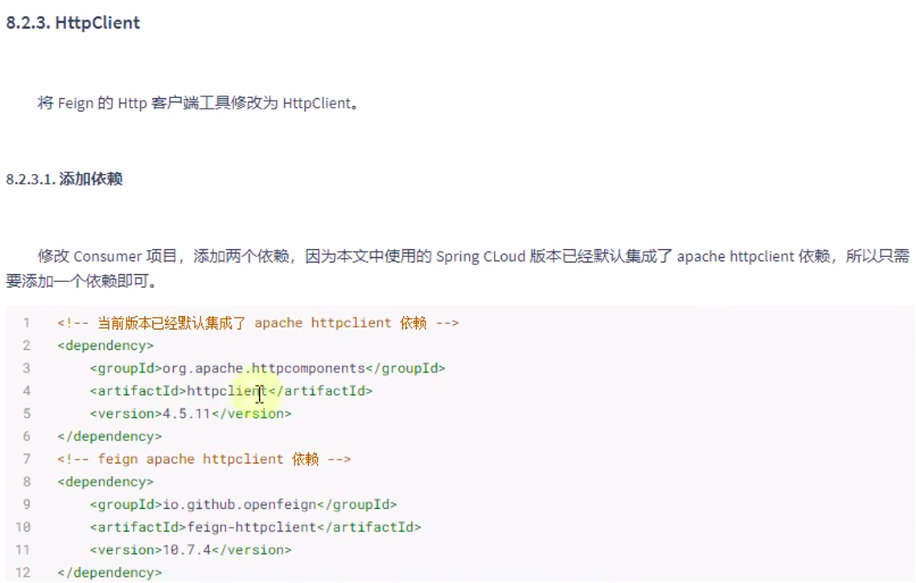 8.2.3. HttpClient
将 Feign 的 Http 客户端工具修改为 HttpClient。
8.2.3.1. 添加依赖
修改 Consumer 项目，添加两个依赖，因为本文中使用的 Spring CLoud 版本已经默认集成了 apache httpclient 依赖，所以只需
要添加一个依赖即可。
1 <!-- 当前版本已经默认集成了 apache httpclient 依赖 -->
2 <dependency>
3 <groupId>org.apache.httpcomponents</groupId>
4 <artifactId>httpclient</artifactId>
5 <version>4.5.11</version>
6 </dependency>
7 <!-- feign apache httpclient 依赖 -->
8 <dependency>
9 <groupId>io.github.openfeign</groupId>
10 <artifactId>feign-httpclient</artifactId>
11 <version>10.7.4</version>
12 </dependency>